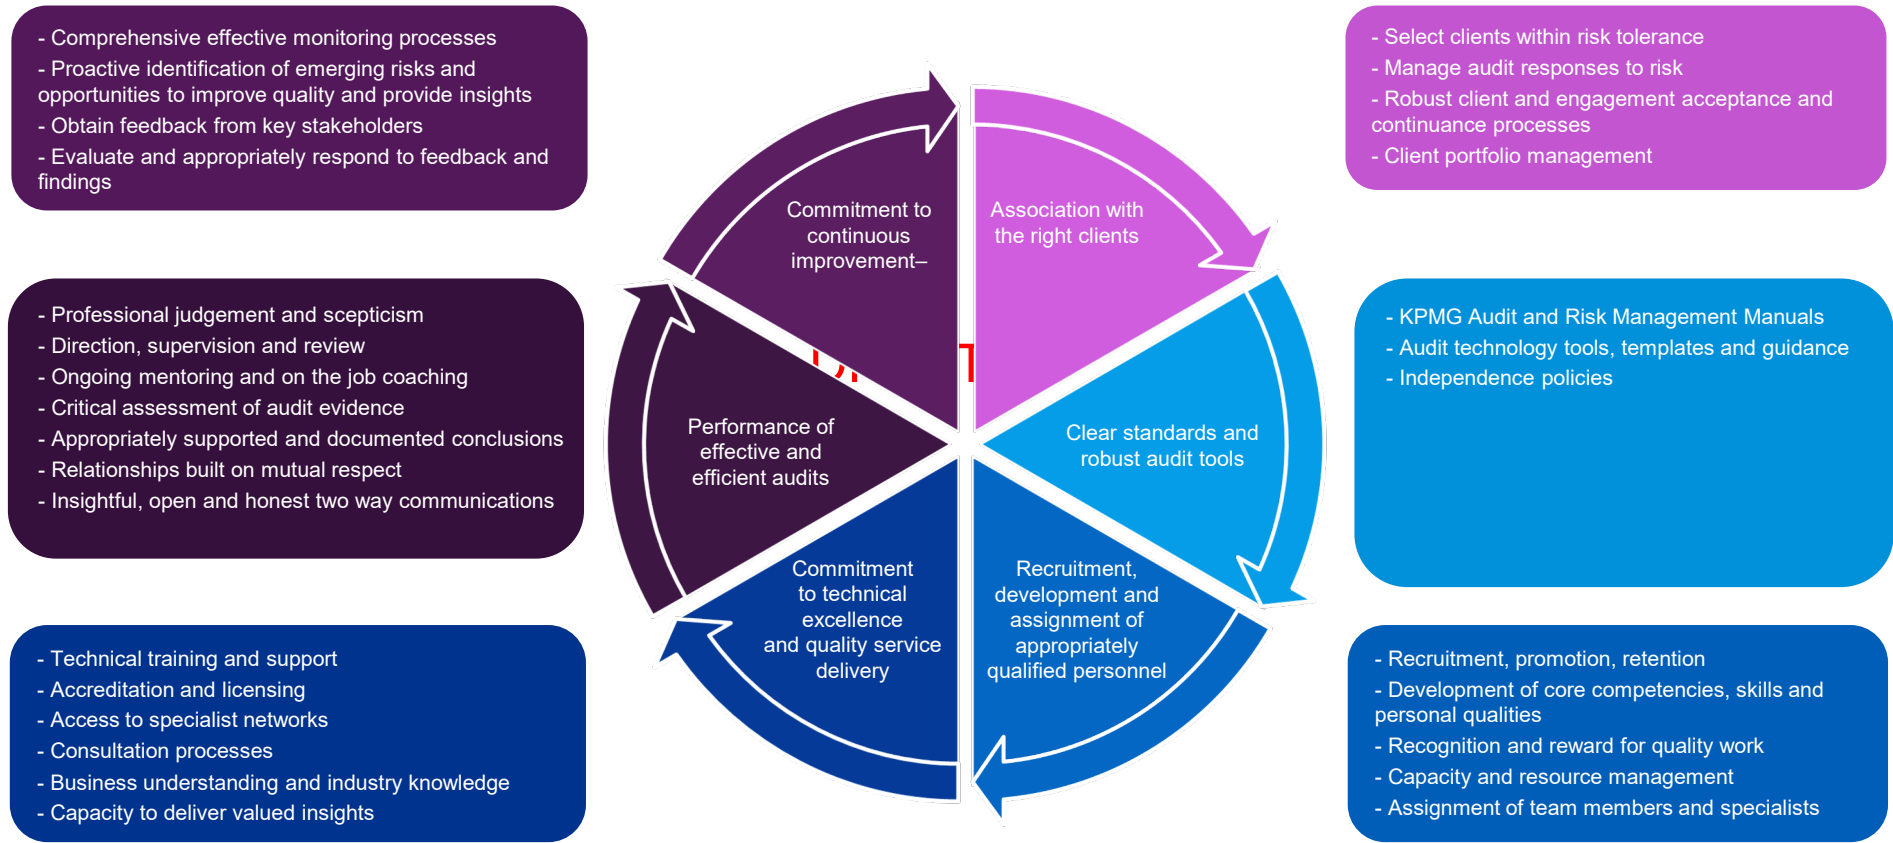 - Comprehensive effective monitoring processes
- Proactive identification of emerging risks and
opportunities to improve quality and provide insights
- Obtain feedback from key stakeholders
- Evaluate and appropriately respond to feedback and
findings
- Select clients within risk tolerance
- Manage audit responses to risk
- Robust client and engagement acceptance and
continuance processes
- Client portfolio management
Commitment to
continuous
improvement–
Association with
the right clients
- Professional judgement and scepticism
- Direction, supervision and review
- Ongoing mentoring and on the job coaching
- Critical assessment of audit evidence
- Appropriately supported and documented conclusions
- Relationships built on mutual respect
- Insightful, open and honest two way communications
- KPMG Audit and Risk Management Manuals
- Audit technology tools, templates and guidance
- Independence policies
Performance of
effective and
efficient audits
Clear standards and
robust audit tools
Commitment
to technical
excellence
and quality service
delivery
Recruitment,
development and
assignment of
appropriately
qualified personnel
- Technical training and support
- Accreditation and licensing
- Access to specialist networks
- Consultation processes
- Business understanding and industry knowledge
- Capacity to deliver valued insights
- Recruitment, promotion, retention
- Development of core competencies, skills and
personal qualities
- Recognition and reward for quality work
- Capacity and resource management
- Assignment of team members and specialists